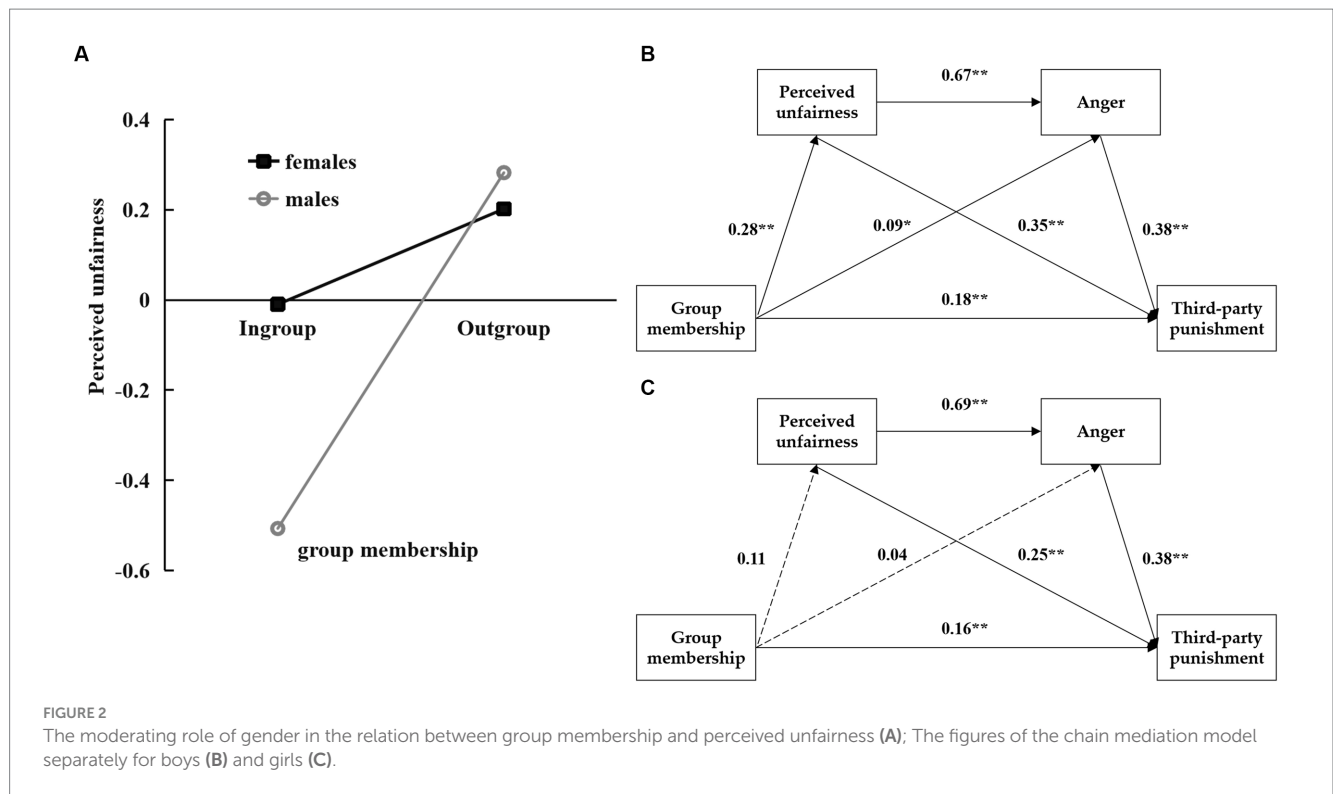 A
Perceived unfairness
0.4
0.2
0
-0.2
-0.4
-0.6
females
males
Ingroup
Outgroup
group membership
B
Perceived
unfairness
0.67**
Anger
0.28**
0.09*
0.35**
0.38**
Group
membership
0.18**
Third-party
punishment
C
Perceived
unfairness
0.69**
Anger
0.11
0.04
0.25**
0.38**
Group
membership
0.16**
Third-party
punishment
FIGURE 2
The moderating role of gender in the relation between group membership and perceived unfairness (A); The figures of the chain mediation model
separately for boys (B) and girls (C).